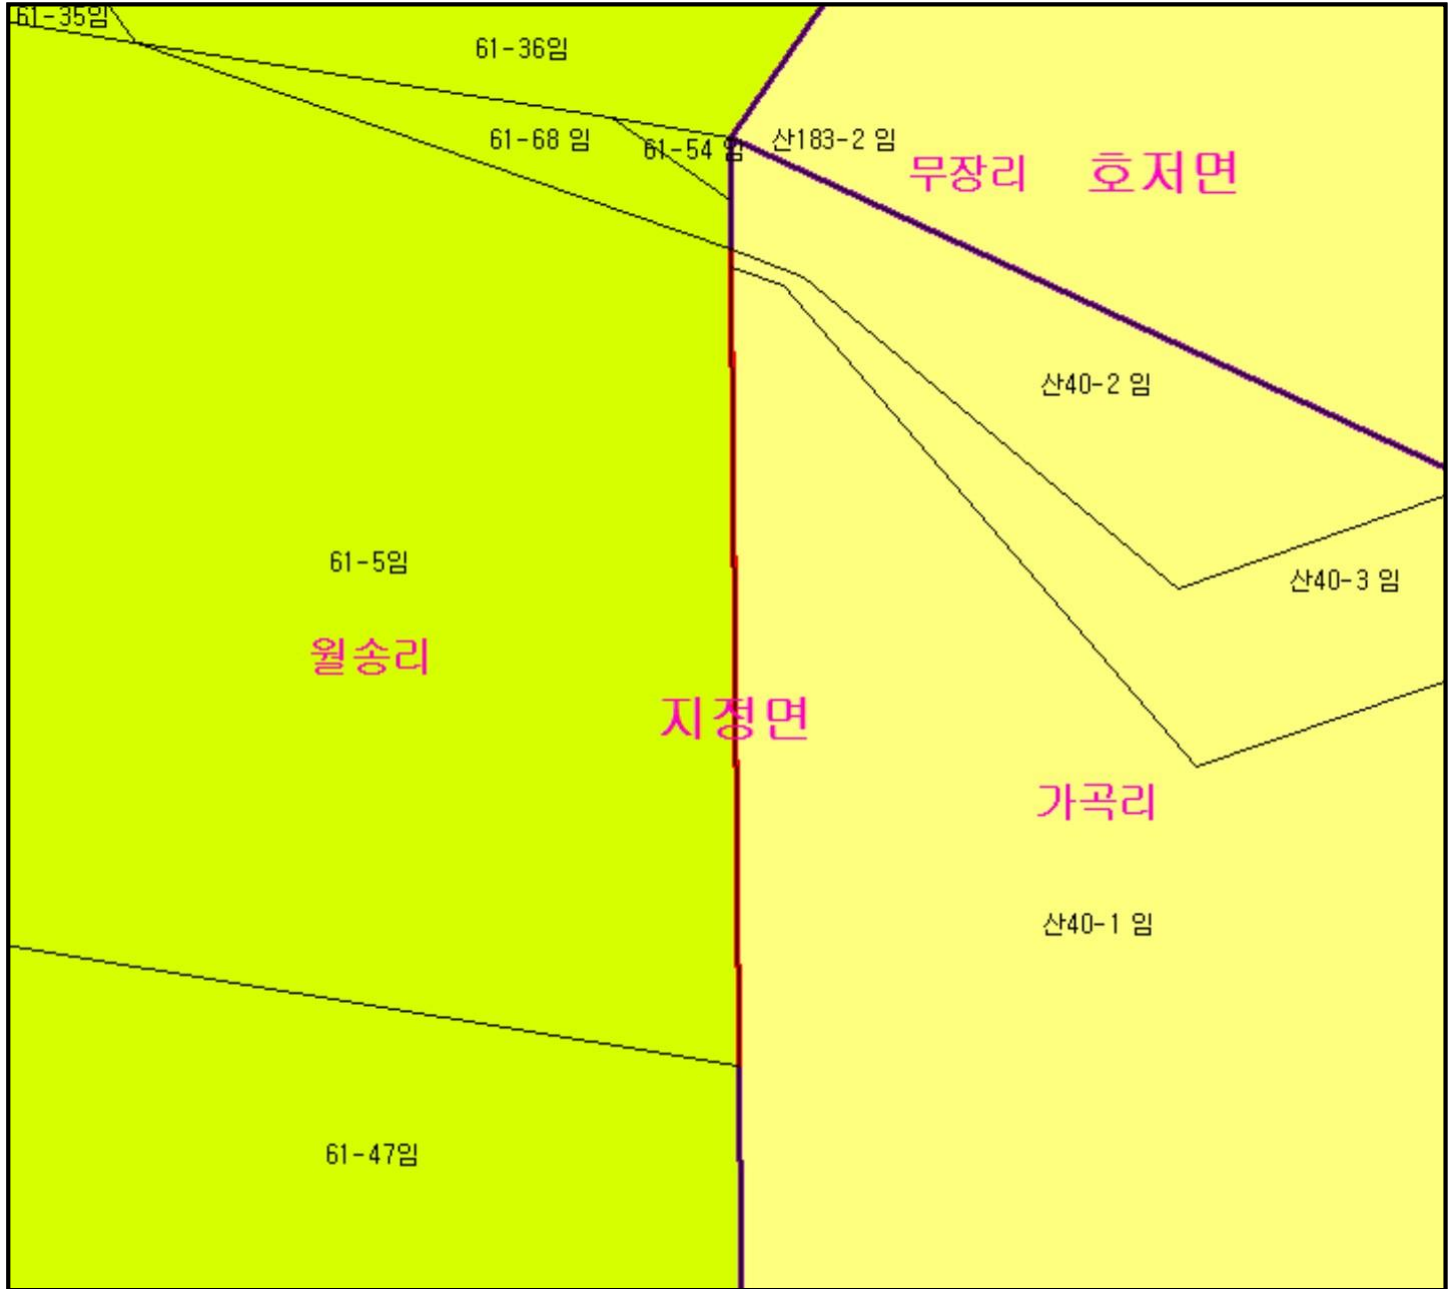 61-35임
61-36임
61-68 임
61-54 임
산183-2 임
무장리 호저면
산40-2 임
61-5임
산40-3 임
월송리
지정면
가곡리
산40-1 임
61-47임